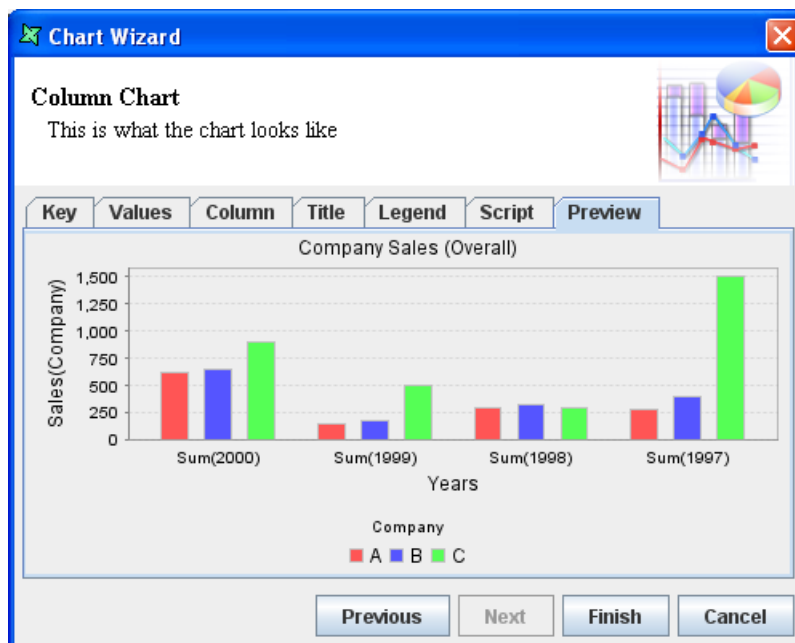 Chart Wizard
Column Chart
This is what the chart looks like
Key Values Column Title Legend Script Preview
Company Sales (Overall)
Sales(Company)
1,500
1,250
1,000
750
500
250
0
Sum(2000) Sum(1999) Sum(1998) Sum(1997)
Years
Company
A B C
Previous Next Finish Cancel